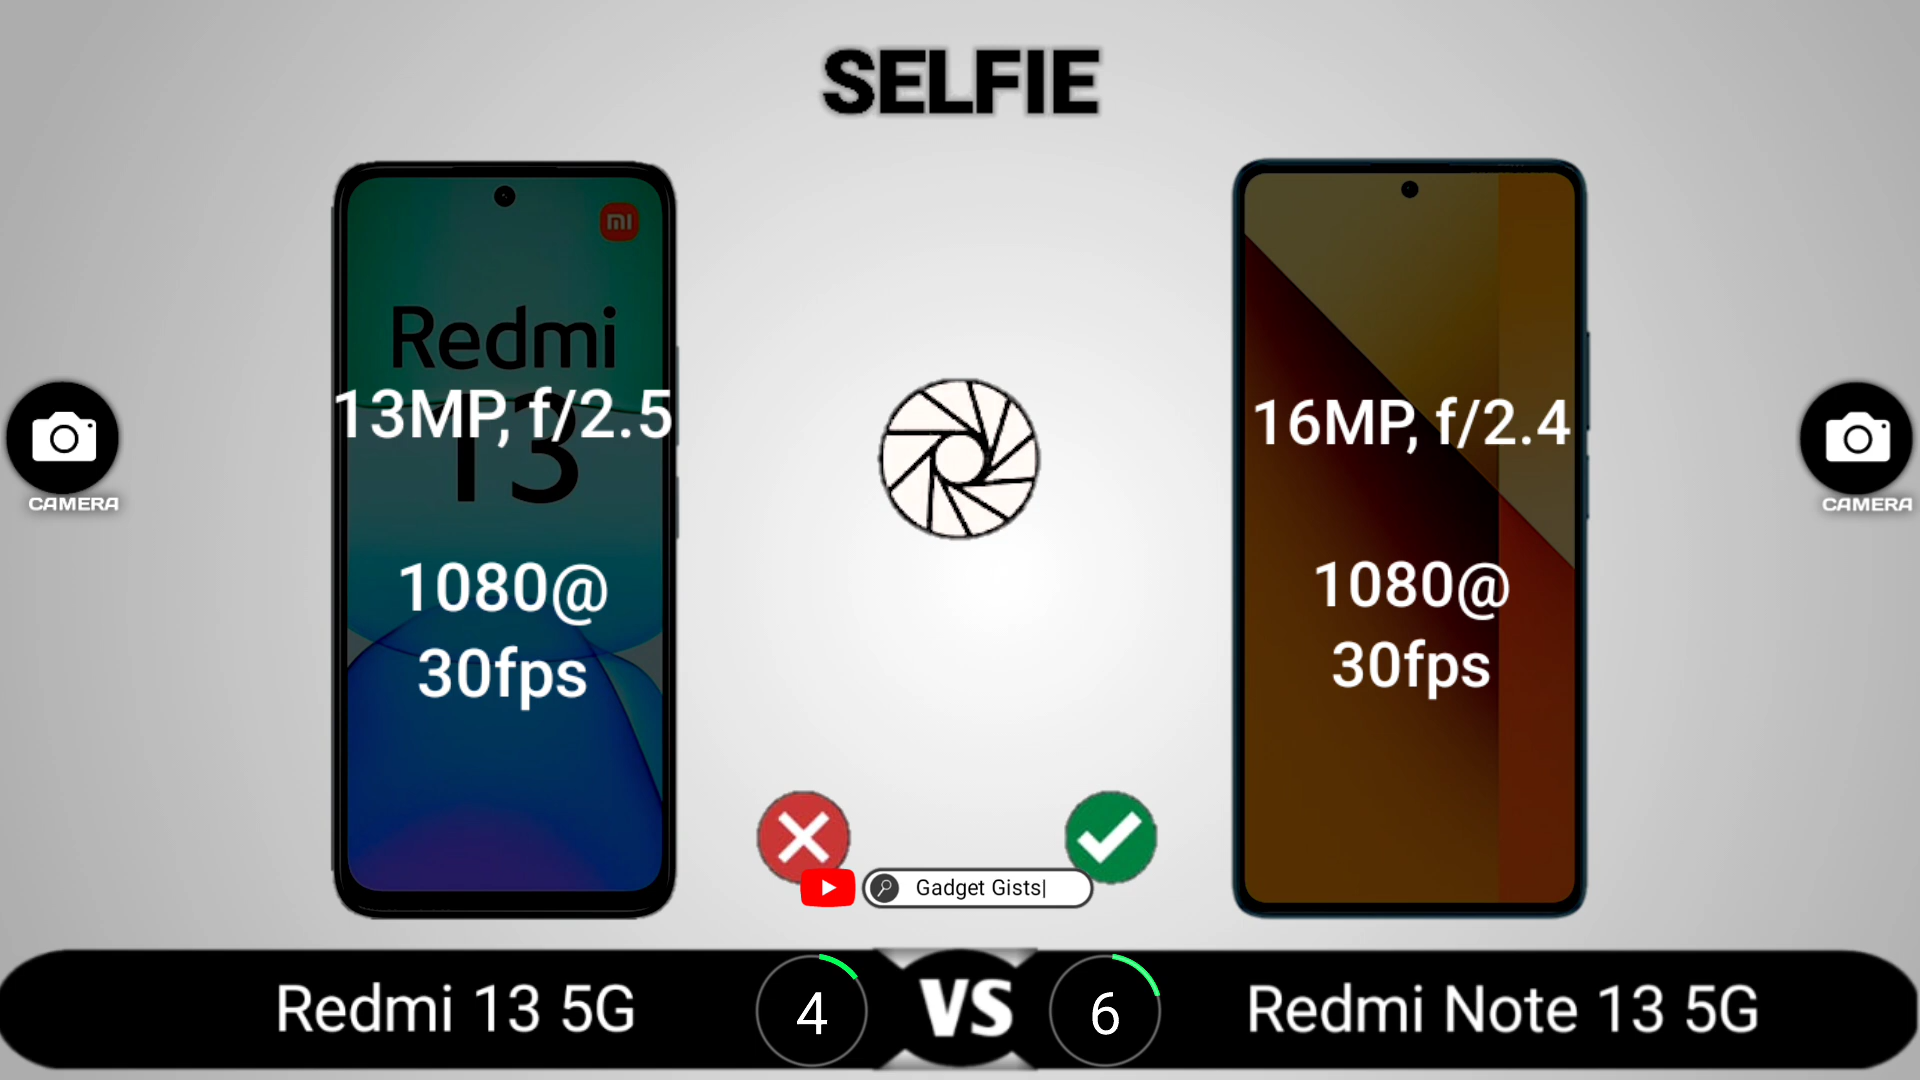 SELFIE
mi
Redmi
13
13MP, f/2.5
1080@
30fps
16MP, f/2.4
1080@
30fps
CAMERA
CAMERA
Gadget Gists|
Redmi 13 5G
4
VS
6
Redmi Note 13 5G